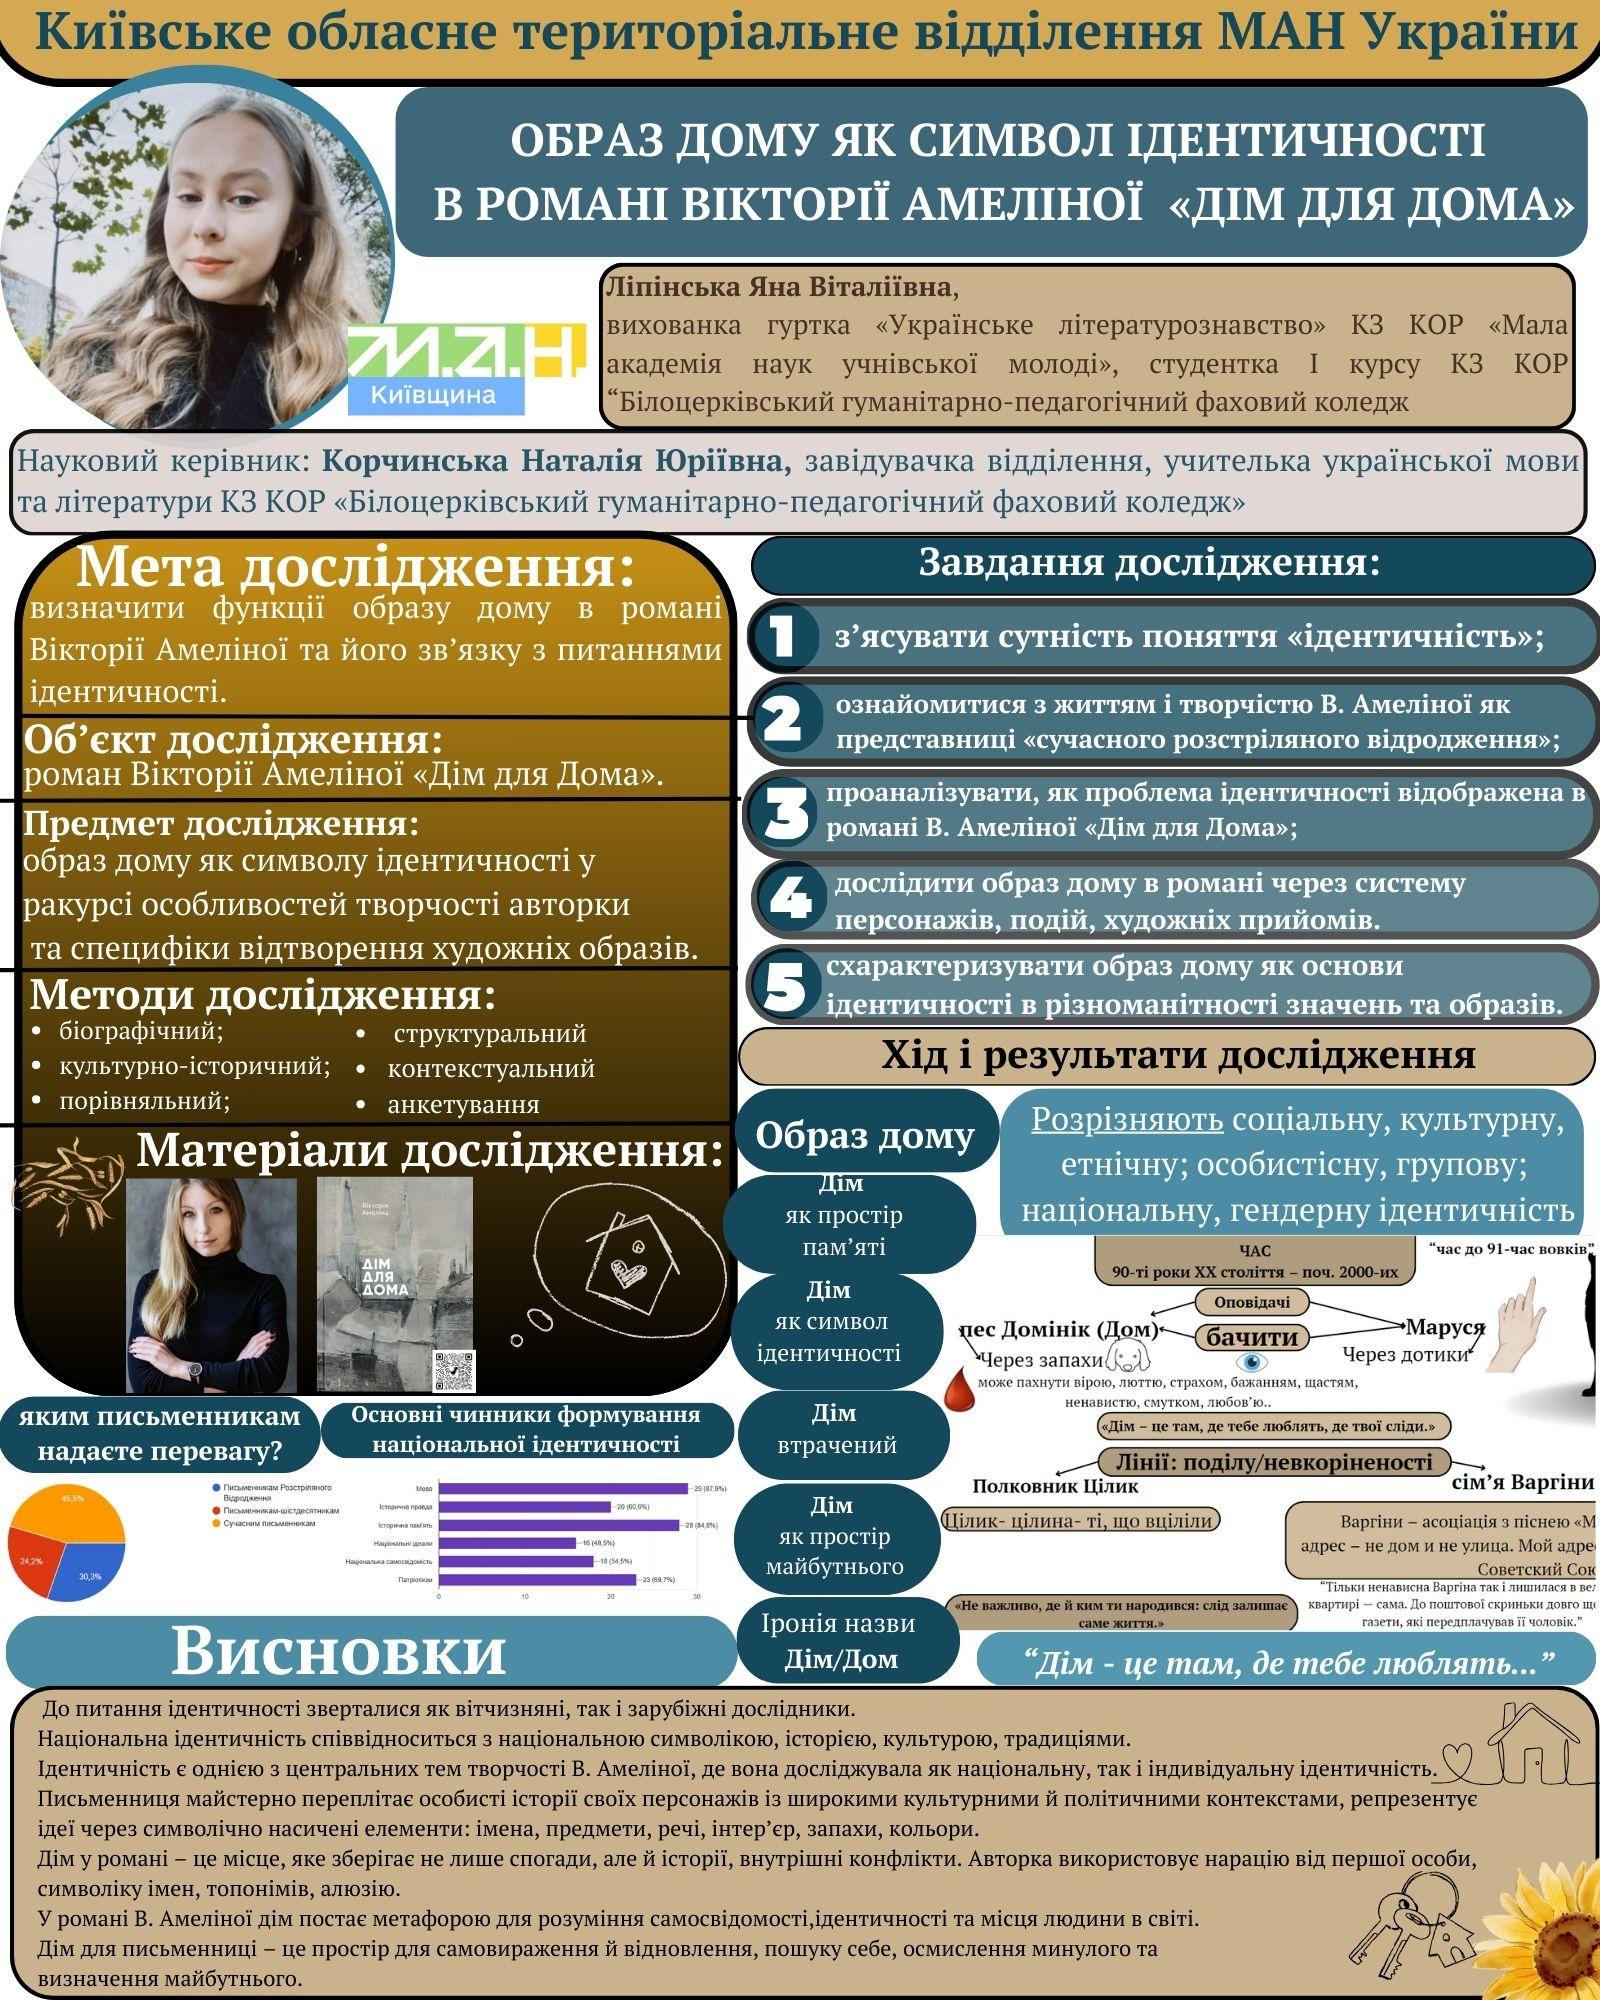 Київське обласне територіальне відділення МАН України
ОБРАЗ ДОМУ ЯК СИМВОЛ ІДЕНТИЧНОСТІ
В РОМАНІ ВІКТОРІЇ АМЕЛІНОЇ «ДІМ ДЛЯ ДОМА»
М.А.Н
Київщина
Ліпінська Яна Віталіївна,
вихованка гуртка «Українське літературознавство» КЗ КОР «Мала
академія наук учнівської молоді», студентка І курсу КЗ КОР
“Білоцерківський гуманітарно-педагогічний фаховий коледж
Науковий керівник: Корчинська Наталія Юріївна, завідувачка відділення, учителька української мови
та літератури КЗ КОР «Білоцерківський гуманітарно-педагогічний фаховий коледж»
Мета дослідження:
визначити функції образу дому в романі
Вікторії Амеліної та його зв’язку з питаннями
ідентичності.
Об’єкт дослідження:
роман Вікторії Амеліної «Дім для Дома».
Предмет дослідження:
образ дому як символу ідентичності у
ракурсі особливостей творчості авторки
та специфіки відтворення художніх образів.
Методи дослідження:
• біографічний;
• культурно-історичний;
• порівняльний;
• структуральний
• контекстуальний
• анкетування
Матеріали дослідження:
Вікторія
Амеліна
ДІМ
ДЛЯ
ДОМА
Завдання дослідження:
1 з’ясувати сутність поняття «ідентичність»;
2 ознайомитися з життям і творчістю В. Амеліної як
представниці «сучасного розстріляного відродження»;
3 проаналізувати, як проблема ідентичності відображена в
романі В. Амеліної «Дім для Дома»;
4 дослідити образ дому в романі через систему
персонажів, подій, художніх прийомів.
5 схарактеризувати образ дому як основи
ідентичності в різноманітності значень та образів.
Хід і результати дослідження
Образ дому
Дім
як простір
пам’яті
Дім
як символ
ідентичності
Дім
втрачений
Дім
як простір
майбутнього
Іронія назви
Дім/Дом
Розрізняють соціальну, культурну,
етнічну; особистісну, групову;
національну, гендерну ідентичність
ЧАС
90-ті роки ХХ століття – поч. 2000-их
“час до 91-час вовків”
Оповідачі
пес Домінік (Дом)
бачити
Маруся
Через запахи
Через дотики
може пахнути вірою, люттю, страхом, бажанням, щастям,
ненавистю, смутком, любов’ю..
«Дім – це там, де тебе люблять, де твої сліди.»
Лінії: поділу/невкоріненості
Полковник Цілик
сім’я Варгіни
Цілик- цілина- ті, що вціліли
Варгіни – асоціація з піснею «М
адрес – не дом и не улица. Мой адре
Советский Сою
“Тільки ненависна Варгіна так і лишилася в вел
квартирі — сама. До поштової скриньки довго ще
газети, які передплачував її чоловік.”
«Не важливо, де й ким ти народився: слід залишає
саме життя.»
“Дім - це там, де тебе люблять...”
яким письменникам
надаєте перевагу?
45,5%
24,2%
30,3%
Письменникам Розстріляного
Відродження
Письменникам-шістдесятникам
Сучасним письменникам
Основні чинники формування
національної ідентичності
Мова 29 (87,9%)
Історична правда 20 (60,6%)
Історична пам'ять 28 (84,8%)
Національні ідеали 16 (48,5%)
Національна самосвідомість 18 (54,5%)
Патріотизм 23 (69,7%)
0 10 20 30
Висновки
До питання ідентичності зверталися як вітчизняні, так і зарубіжні дослідники.
Національна ідентичність співвідноситься з національною символікою, історією, культурою, традиціями.
Ідентичність є однією з центральних тем творчості В. Амеліної, де вона досліджувала як національну, так і індивідуальну ідентичність.
Письменниця майстерно переплітає особисті історії своїх персонажів із широкими культурними й політичними контекстами, репрезентує
ідеї через символічно насичені елементи: імена, предмети, речі, інтер’єр, запахи, кольори.
Дім у романі – це місце, яке зберігає не лише спогади, але й історії, внутрішні конфлікти. Авторка використовує нарацію від першої особи,
символіку імен, топонімів, алюзію.
У романі В. Амеліної дім постає метафорою для розуміння самосвідомості,ідентичності та місця людини в світі.
Дім для письменниці – це простір для самовираження й відновлення, пошуку себе, осмислення минулого та
визначення майбутнього.